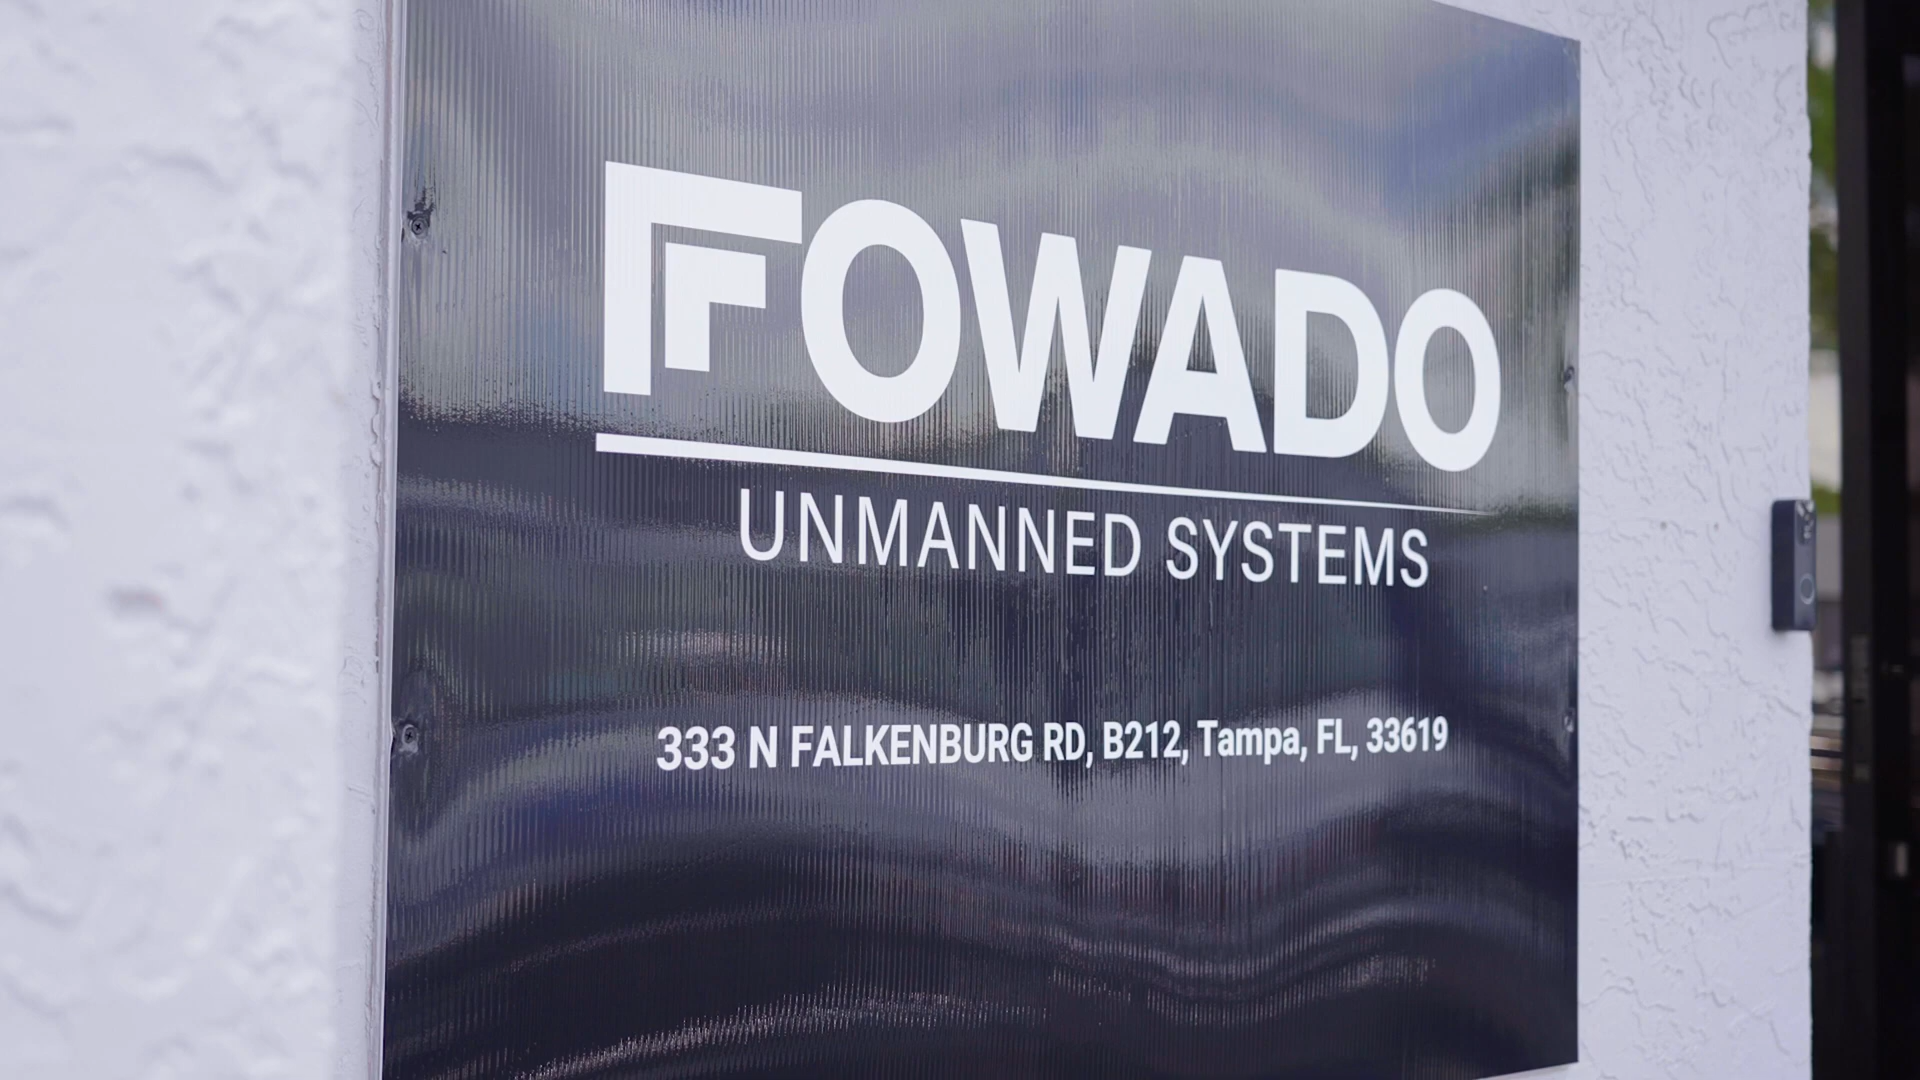 FOWADO
UNMANNED SYSTEMS
333 N FALKENBURG RD, B212, Tampa, FL, 33619